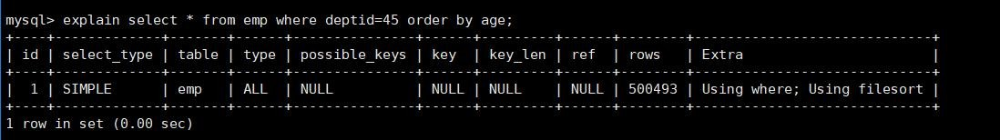 mysql> explain select * from emp where deptid=45 order by age;
+----+-------------+-------+------+---------------+------+---------+------+--------+-----------------------------+
| id | select_type | table | type | possible_keys | key  | key_len | ref  | rows   | Extra                       |
+----+-------------+-------+------+---------------+------+---------+------+--------+-----------------------------+
|  1 | SIMPLE      | emp   | ALL  | NULL          | NULL | NULL    | NULL | 500493 | Using where; Using filesort |
+----+-------------+-------+------+---------------+------+---------+------+--------+-----------------------------+
1 row in set (0.00 sec)